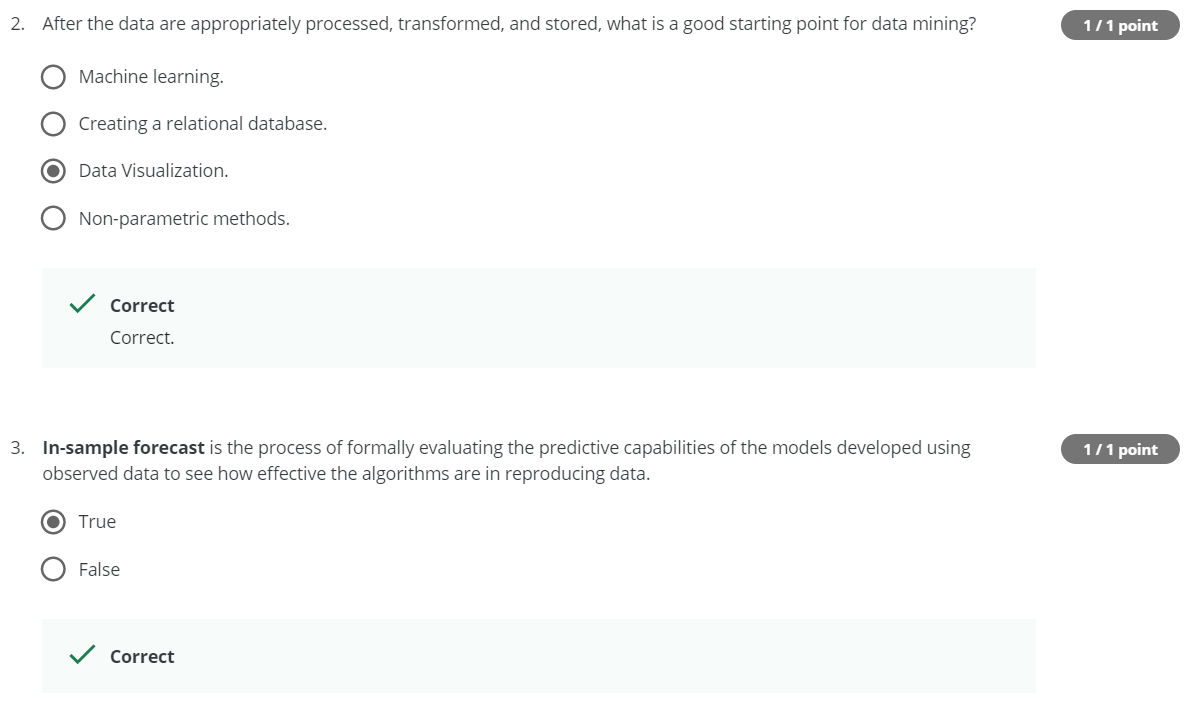 2. After the data are appropriately processed, transformed, and stored, what is a good starting point for data mining?
1 / 1 point
Machine learning.
Creating a relational database.
Data Visualization.
Non-parametric methods.
Correct
Correct.
3. In-sample forecast is the process of formally evaluating the predictive capabilities of the models developed using
observed data to see how effective the algorithms are in reproducing data.
1 / 1 point
True
False
Correct